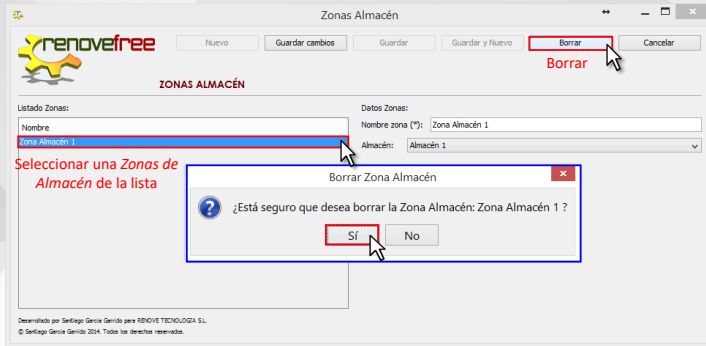 Zonas Almacén
renovefree
Nuevo
Guardar cambios
Guardar
Guardar y Nuevo
Borrar
Cancelar
Borrar
ZONAS ALMACÉN
Listado Zonas:
Nombre
Zona Almacén 1
Seleccionar una Zonas de
Almacén de la lista
Datos Zonas:
Nombre zona (*): Zona Almacén 1
Almacén: Almacén 1
Borrar Zona Almacén
¿Está seguro que desea borrar la Zona Almacén: Zona Almacén 1 ?
Sí
No
Desarrollado por Santiago García Garrido para RENOVE TECNOLOGÍA S.L.
© Santiago García Garrido 2014. Todos los derechos reservados.